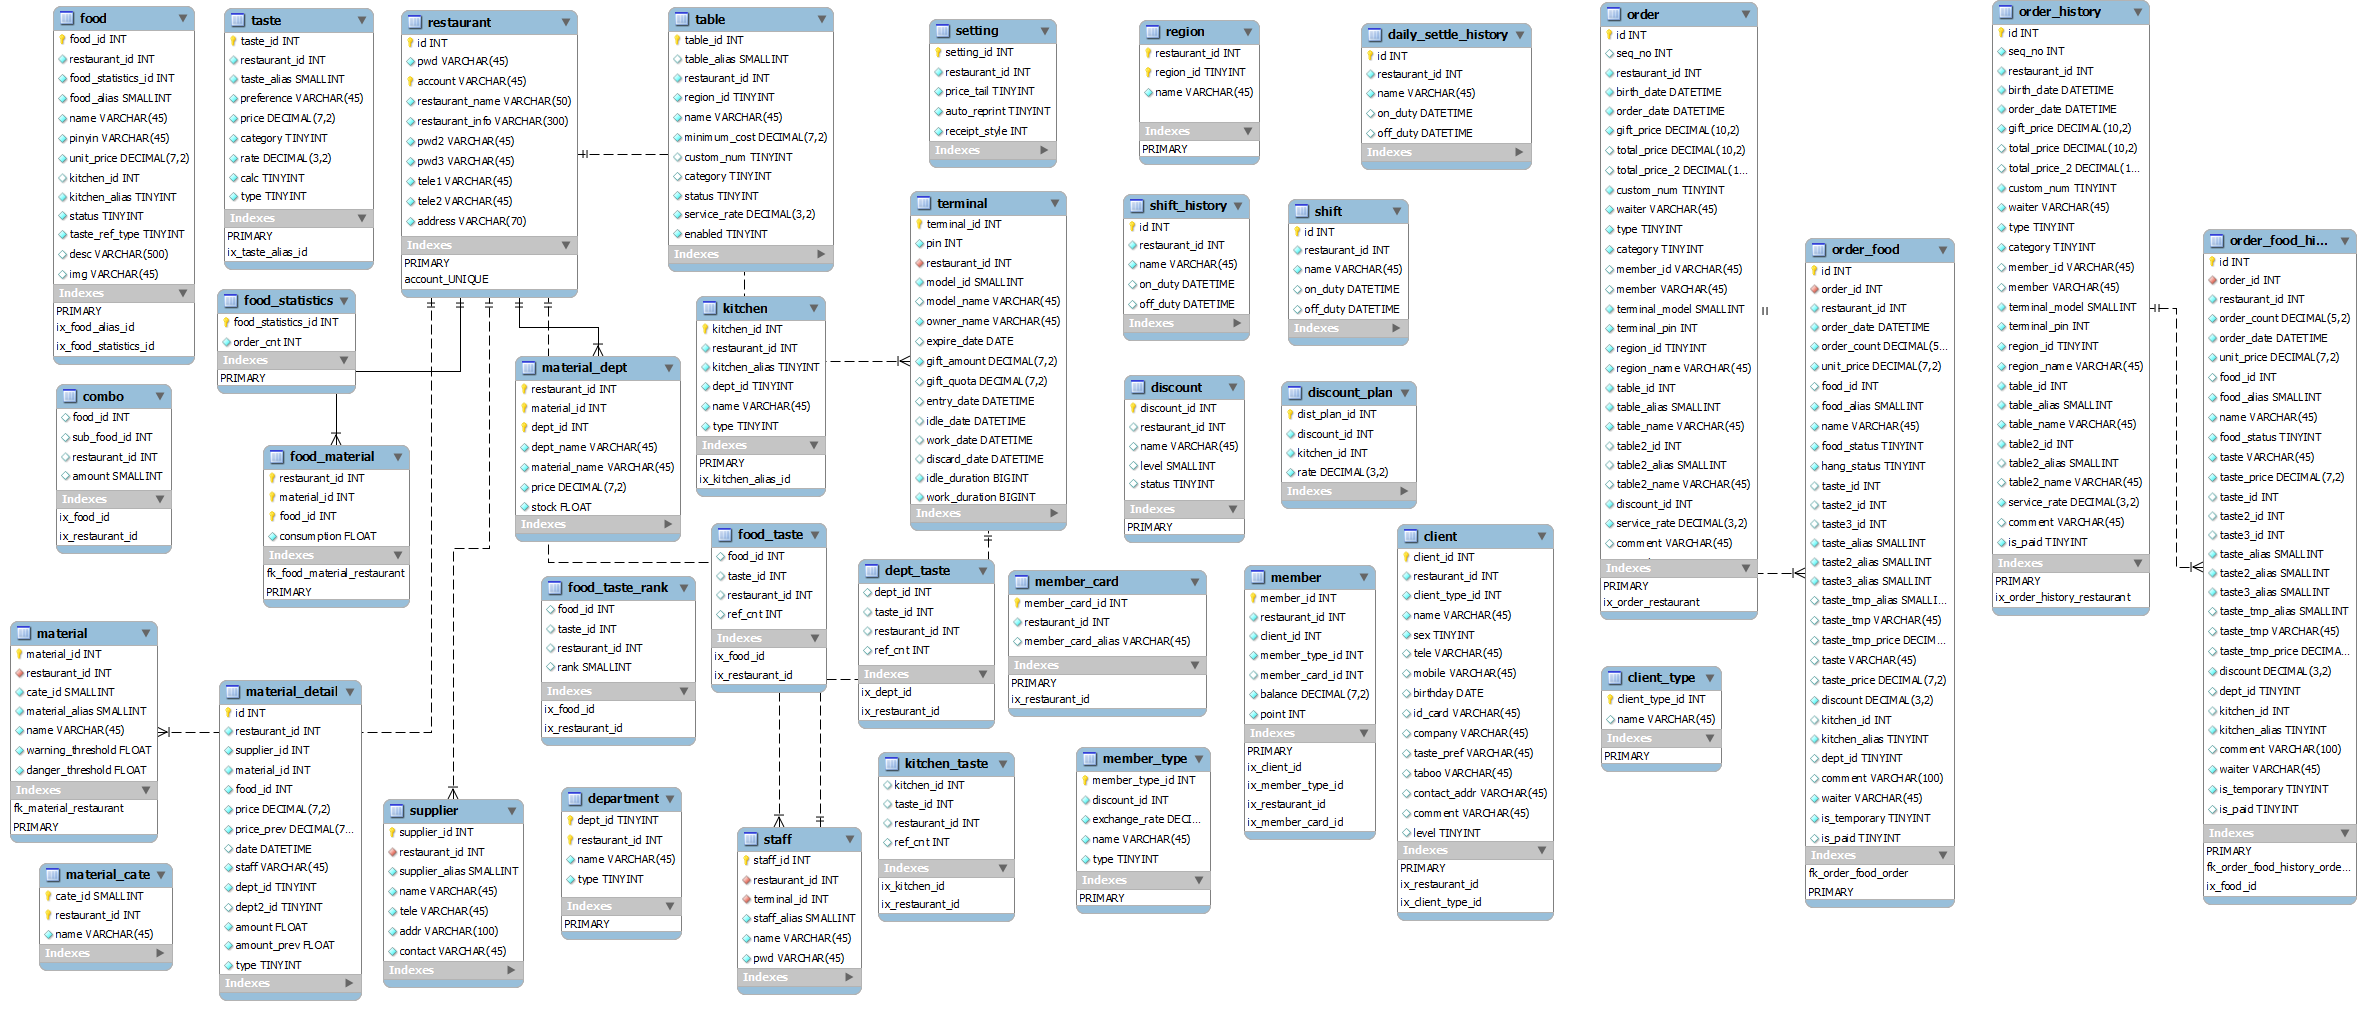 food
food_id INT
restaurant_id INT
food_statistics_id INT
food_alias SMALLINT
name VARCHAR(45)
pinyin VARCHAR(45)
unit_price DECIMAL(7,2)
kitchen_id INT
kitchen_alias TINYINT
status TINYINT
taste_ref_type TINYINT
desc VARCHAR(500)
img VARCHAR(45)
Indexes
PRIMARY
ix_food_alias_id
ix_food_statistics_id
taste
taste_id INT
restaurant_id INT
taste_alias SMALLINT
preference VARCHAR(45)
price DECIMAL(7,2)
category TINYINT
rate DECIMAL(3,2)
calc TINYINT
type TINYINT
Indexes
PRIMARY
ix_taste_alias_id
restaurant
id INT
pwd VARCHAR(45)
account VARCHAR(45)
restaurant_name VARCHAR(50)
restaurant_info VARCHAR(300)
pwd2 VARCHAR(45)
pwd3 VARCHAR(45)
tele1 VARCHAR(45)
tele2 VARCHAR(45)
address VARCHAR(70)
Indexes
PRIMARY
account_UNIQUE
table
table_id INT
table_alias SMALLINT
restaurant_id INT
region_id TINYINT
name VARCHAR(45)
minimum_cost DECIMAL(7,2)
custom_num TINYINT
category TINYINT
status TINYINT
service_rate DECIMAL(3,2)
enabled TINYINT
Indexes
setting
setting_id INT
restaurant_id INT
price_tail TINYINT
auto_reprint TINYINT
receipt_style INT
Indexes
region
restaurant_id INT
region_id TINYINT
name VARCHAR(45)
Indexes
PRIMARY
daily_settle_history
id INT
restaurant_id INT
name VARCHAR(45)
on_duty DATETIME
off_duty DATETIME
Indexes
order
id INT
seq_no INT
restaurant_id INT
birth_date DATETIME
order_date DATETIME
gift_price DECIMAL(10,2)
total_price DECIMAL(10,2)
total_price_2 DECIMAL(1...
custom_num TINYINT
waiter VARCHAR(45)
type TINYINT
category TINYINT
member_id VARCHAR(45)
member VARCHAR(45)
terminal_model SMALLINT
terminal_pin INT
region_id TINYINT
region_name VARCHAR(45)
table_id INT
table_alias SMALLINT
table_name VARCHAR(45)
table2_id INT
table2_alias SMALLINT
table2_name VARCHAR(45)
discount_id INT
service_rate DECIMAL(3,2)
comment VARCHAR(45)
Indexes
PRIMARY
ix_order_restaurant
order_history
id INT
seq_no INT
restaurant_id INT
birth_date DATETIME
order_date DATETIME
gift_price DECIMAL(10,2)
total_price DECIMAL(10,2)
total_price_2 DECIMAL(1...
custom_num TINYINT
waiter VARCHAR(45)
type TINYINT
category TINYINT
member_id VARCHAR(45)
member VARCHAR(45)
terminal_model SMALLINT
terminal_pin INT
region_id TINYINT
region_name VARCHAR(45)
table_id INT
table_alias SMALLINT
table_name VARCHAR(45)
table2_id INT
table2_alias SMALLINT
table2_name VARCHAR(45)
service_rate DECIMAL(3,2)
comment VARCHAR(45)
is_paid TINYINT
Indexes
PRIMARY
ix_order_history_restaurant
food_statistics
food_statistics_id INT
order_cnt INT
Indexes
PRIMARY
kitchen
kitchen_id INT
restaurant_id INT
kitchen_alias TINYINT
dept_id TINYINT
name VARCHAR(45)
type TINYINT
Indexes
PRIMARY
ix_kitchen_alias_id
terminal
terminal_id INT
pin INT
restaurant_id INT
model_id SMALLINT
model_name VARCHAR(45)
owner_name VARCHAR(45)
expire_date DATE
gift_amount DECIMAL(7,2)
gift_quota DECIMAL(7,2)
entry_date DATETIME
idle_date DATETIME
work_date DATETIME
discard_date DATETIME
idle_duration BIGINT
work_duration BIGINT
Indexes
shift_history
id INT
restaurant_id INT
name VARCHAR(45)
on_duty DATETIME
off_duty DATETIME
Indexes
shift
id INT
restaurant_id INT
name VARCHAR(45)
on_duty DATETIME
off_duty DATETIME
Indexes
order_food
id INT
order_id INT
restaurant_id INT
order_date DATETIME
order_count DECIMAL(5...
unit_price DECIMAL(7,2)
food_id INT
food_alias SMALLINT
name VARCHAR(45)
food_status TINYINT
hang_status TINYINT
taste_id INT
taste2_id INT
taste3_id INT
taste_alias SMALLINT
taste2_alias SMALLINT
taste3_alias SMALLINT
taste_tmp_alias SMALLI...
taste_tmp VARCHAR(45)
taste_tmp_price DECIM...
taste VARCHAR(45)
taste_price DECIMAL(7,2)
discount DECIMAL(3,2)
kitchen_id INT
kitchen_alias TINYINT
dept_id TINYINT
comment VARCHAR(100)
waiter VARCHAR(45)
is_temporary TINYINT
is_paid TINYINT
Indexes
fk_order_food_order
PRIMARY
order_food_hi...
id INT
order_id INT
restaurant_id INT
order_count DECIMAL(5,2)
order_date DATETIME
unit_price DECIMAL(7,2)
food_id INT
food_alias SMALLINT
name VARCHAR(45)
food_status TINYINT
taste VARCHAR(45)
taste_price DECIMAL(7,2)
taste_id INT
taste2_id INT
taste3_id INT
taste_alias SMALLINT
taste2_alias SMALLINT
taste3_alias SMALLINT
taste_tmp_alias SMALLINT
taste_tmp VARCHAR(45)
taste_tmp_price DECIMA...
discount DECIMAL(3,2)
dept_id TINYINT
kitchen_id INT
kitchen_alias TINYINT
comment VARCHAR(100)
waiter VARCHAR(45)
is_temporary TINYINT
is_paid TINYINT
Indexes
PRIMARY
fk_order_food_history_orde...
ix_food_id
combo
food_id INT
sub_food_id INT
restaurant_id INT
amount SMALLINT
Indexes
ix_food_id
ix_restaurant_id
food_material
restaurant_id INT
material_id INT
food_id INT
consumption FLOAT
Indexes
fk_food_material_restaurant
PRIMARY
material_dept
restaurant_id INT
material_id INT
dept_id INT
dept_name VARCHAR(45)
material_name VARCHAR(45)
price DECIMAL(7,2)
stock FLOAT
Indexes
discount
discount_id INT
restaurant_id INT
name VARCHAR(45)
level SMALLINT
status TINYINT
Indexes
PRIMARY
discount_plan
dist_plan_id INT
discount_id INT
kitchen_id INT
rate DECIMAL(3,2)
Indexes
food_taste_rank
food_id INT
taste_id INT
restaurant_id INT
rank SMALLINT
Indexes
ix_food_id
ix_restaurant_id
food_taste
food_id INT
taste_id INT
restaurant_id INT
ref_cnt INT
Indexes
ix_food_id
ix_restaurant_id
dept_taste
dept_id INT
taste_id INT
restaurant_id INT
ref_cnt INT
Indexes
ix_dept_id
ix_restaurant_id
member_card
member_card_id INT
restaurant_id INT
member_card_alias VARCHAR(45)
Indexes
PRIMARY
ix_restaurant_id
member
member_id INT
restaurant_id INT
client_id INT
member_type_id INT
member_card_id INT
balance DECIMAL(7,2)
point INT
Indexes
PRIMARY
ix_client_id
ix_member_type_id
ix_restaurant_id
ix_member_card_id
client
client_id INT
restaurant_id INT
client_type_id INT
name VARCHAR(45)
sex TINYINT
tele VARCHAR(45)
mobile VARCHAR(45)
birthday DATE
id_card VARCHAR(45)
company VARCHAR(45)
taste_pref VARCHAR(45)
taboo VARCHAR(45)
contact_addr VARCHAR(45)
comment VARCHAR(45)
level TINYINT
Indexes
PRIMARY
ix_restaurant_id
ix_client_type_id
client_type
client_type_id INT
name VARCHAR(45)
Indexes
PRIMARY
material
material_id INT
restaurant_id INT
cate_id SMALLINT
material_alias SMALLINT
name VARCHAR(45)
warning_threshold FLOAT
danger_threshold FLOAT
Indexes
fk_material_restaurant
PRIMARY
material_detail
id INT
restaurant_id INT
supplier_id INT
material_id INT
food_id INT
price DECIMAL(7,2)
price_prev DECIMAL(7...
date DATETIME
staff VARCHAR(45)
dept_id TINYINT
dept2_id TINYINT
amount FLOAT
amount_prev FLOAT
type TINYINT
Indexes
supplier
supplier_id INT
restaurant_id INT
supplier_alias SMALLINT
name VARCHAR(45)
tele VARCHAR(45)
addr VARCHAR(100)
contact VARCHAR(45)
Indexes
department
dept_id TINYINT
restaurant_id INT
name VARCHAR(45)
type TINYINT
Indexes
PRIMARY
staff
staff_id INT
restaurant_id INT
terminal_id INT
staff_alias SMALLINT
name VARCHAR(45)
pwd VARCHAR(45)
Indexes
kitchen_taste
kitchen_id INT
taste_id INT
restaurant_id INT
ref_cnt INT
Indexes
ix_kitchen_id
ix_restaurant_id
member_type
member_type_id INT
discount_id INT
exchange_rate DECI...
name VARCHAR(45)
type TINYINT
Indexes
PRIMARY
material_cate
cate_id SMALLINT
restaurant_id INT
name VARCHAR(45)
Indexes